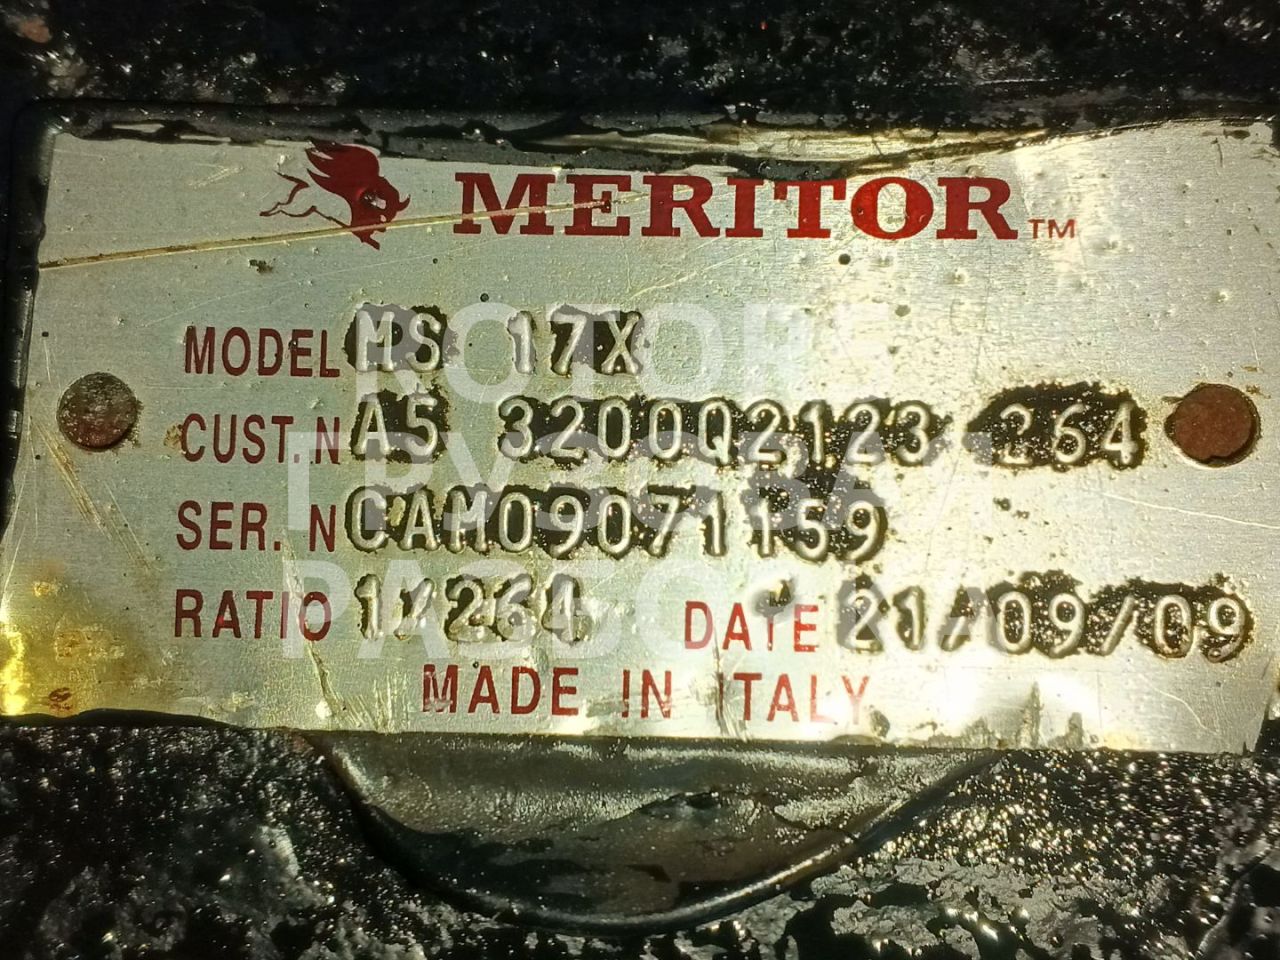 MERITOR™
MODEL MS 17X
CUST. N A5 3200Q2123 264
SER. N CAM09071159
RATIO 1/264 DATE 21/09/09
MADE IN ITALY
РАЗБОРКА